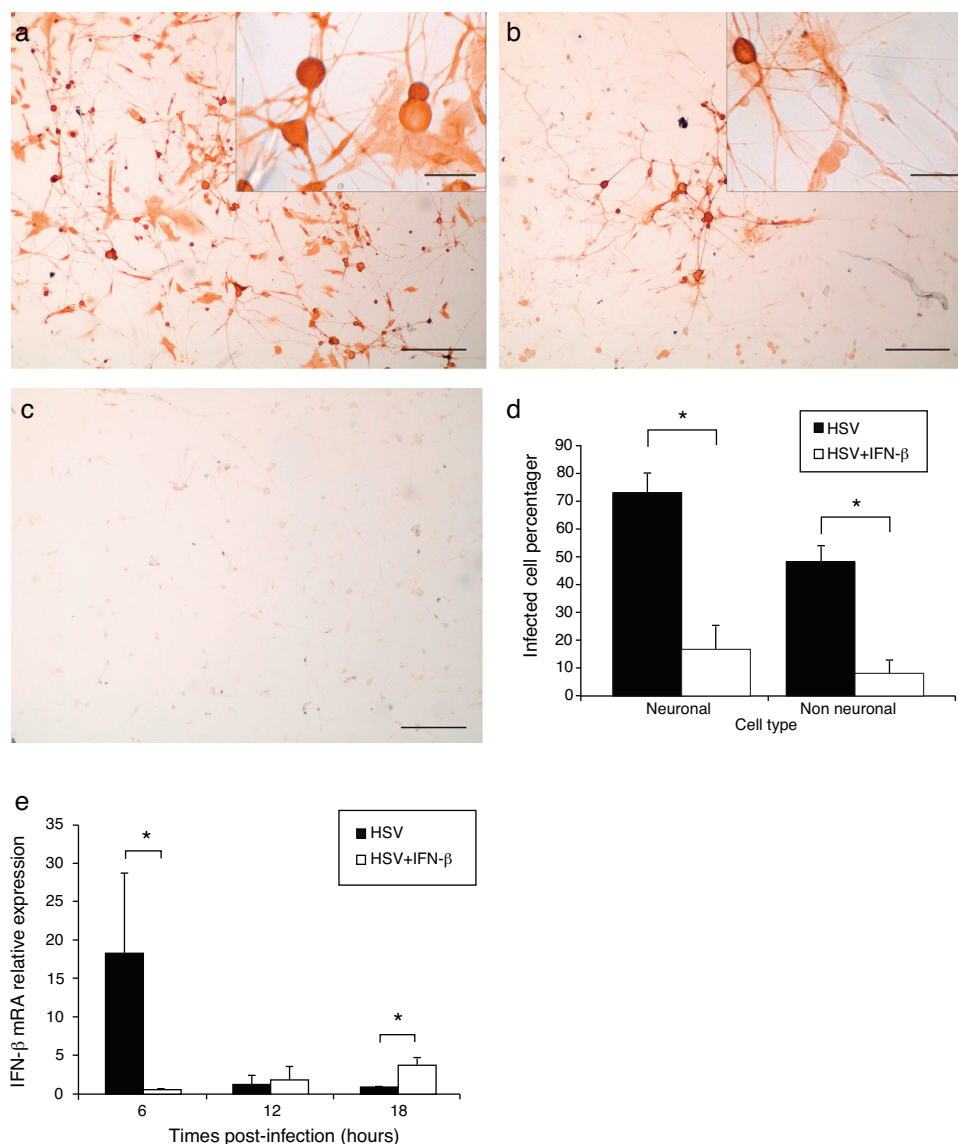 a
b
c
d
*
HSV
HSV+IFN-β
*
90
80
70
60
50
40
30
20
10
0
Infected cell percentager
Neuronal
Non neuronal
Cell type
e
35
30
25
20
15
10
5
0
IFN-β mRA relative expression
*
HSV
HSV+IFN-β
*
6
12
18
Times post-infection (hours)